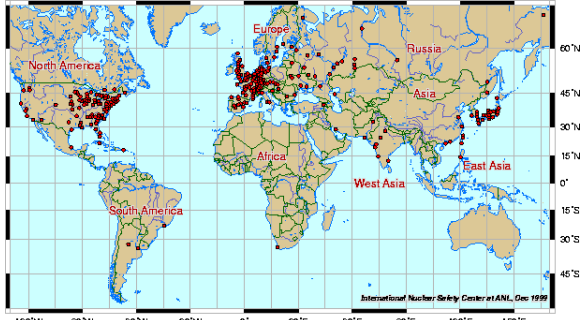 Europe
Russia
60°N
North America
Asia
45°N
30°N
Africa
East Asia
15°N
West Asia
0°
South America
15°S
30°S
45°S
International Nuclear Safety Center at ANL, Dec 1999